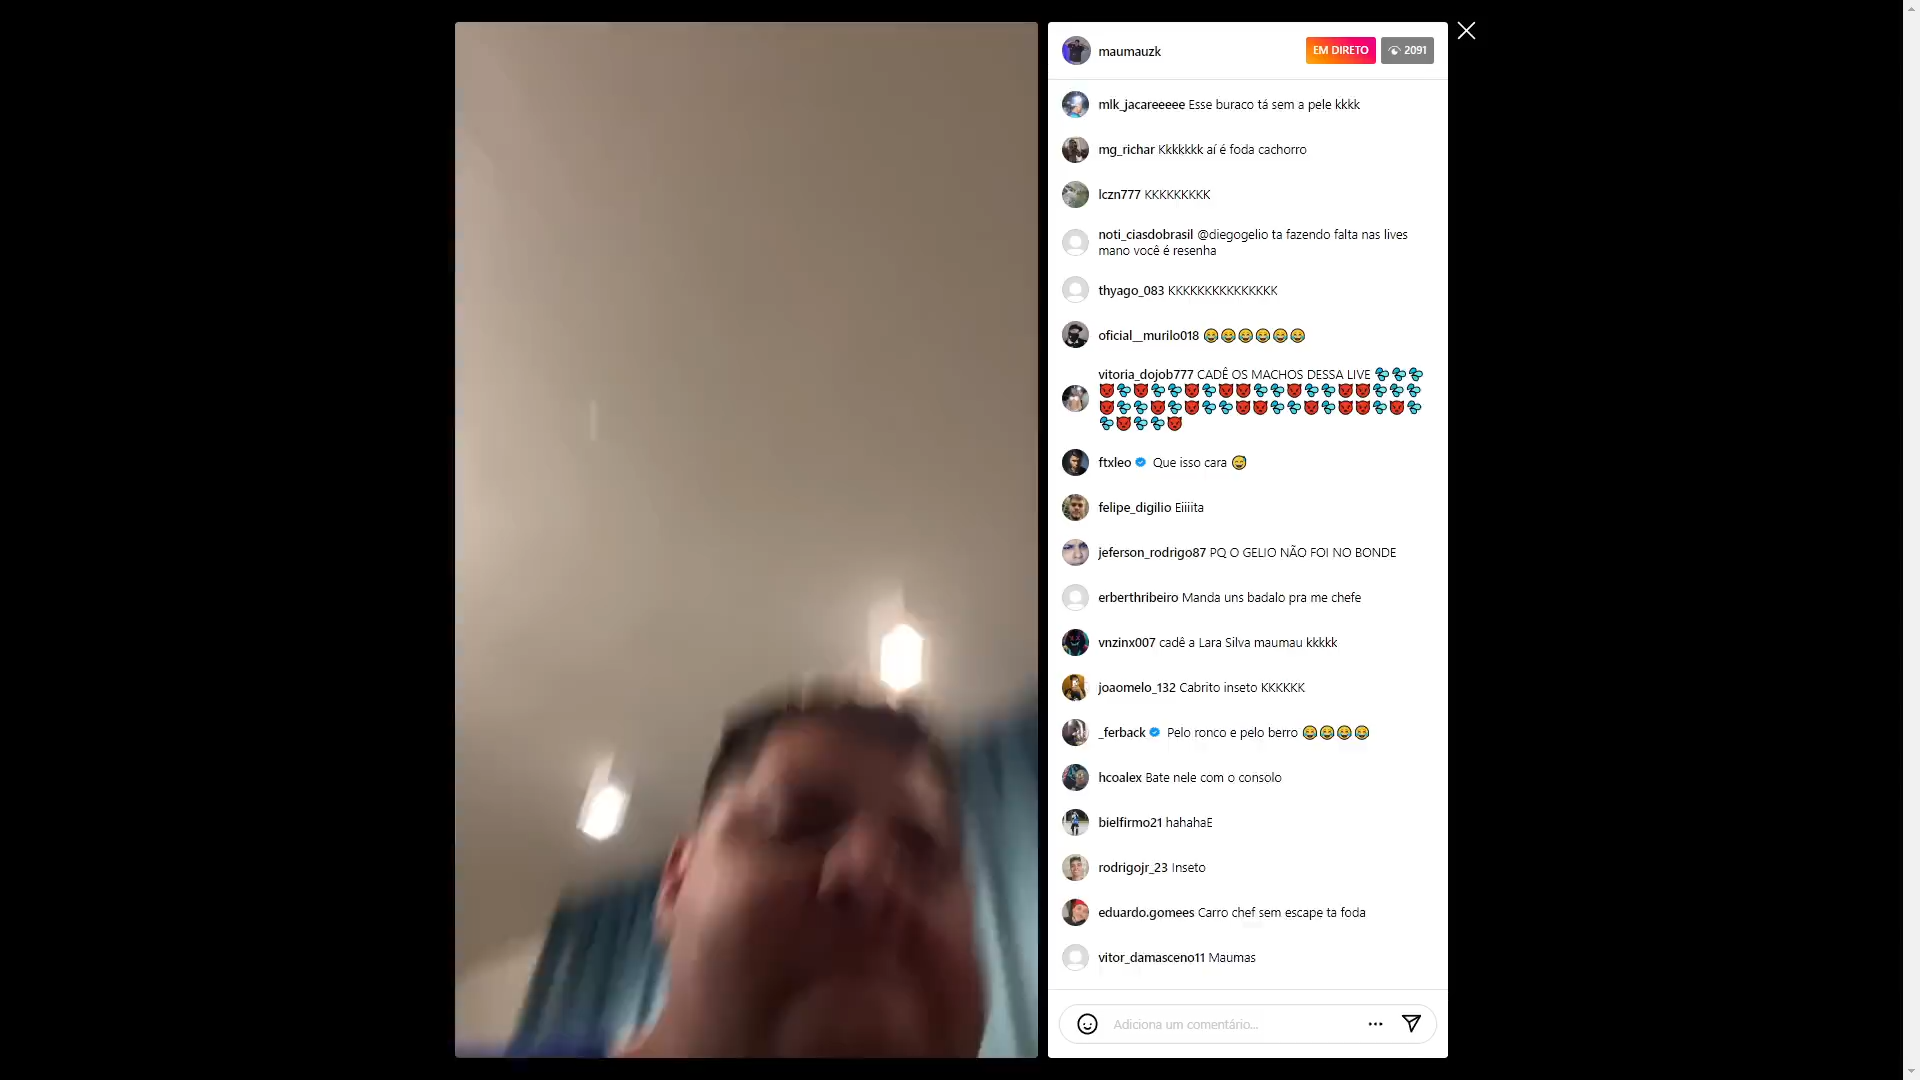 maumauzk
EM DIRETO
2091
mlk_jacareeeee Esse buraco tá sem a pele kkkk
mg_richar Kkkkkkk aí é foda cachorro
lczn777 KKKKKKKKK
noti_ciasdobrasil @diegogelio ta fazendo falta nas lives
mano você é resenha
thyago_083 KKKKKKKKKKKKKKK
oficial__murilo018 😂😂😂😂😂😂
vitoria_dojob777 CADÊ OS MACHOS DESSA LIVE 💦💦💦
👿💦👿💦💦👿💦👿👿💦💦👿💦💦👿👿💦💦💦
👿💦💦👿💦👿💦💦👿👿💦💦👿💦👿👿💦👿💦
💦👿💦💦👿
ftxleo Que isso cara 😅
felipe_digilio Eiiiita
jeferson_rodrigo87 PQ O GELIO NÃO FOI NO BONDE
erberthribeiro Manda uns badalo pra me chefe
vnzinx007 cadê a Lara Silva maumau kkkkk
joaomelo_132 Cabrito inseto KKKKKK
_ferback Pelo ronco e pelo berro 😂😂😂😂
hcoalex Bate nele com o consolo
bielfirmo21 hahahaE
rodrigojr_23 Inseto
eduardo.gomees Carro chef sem escape ta foda
vitor_damasceno11 Maumas
Adiciona um comentário...